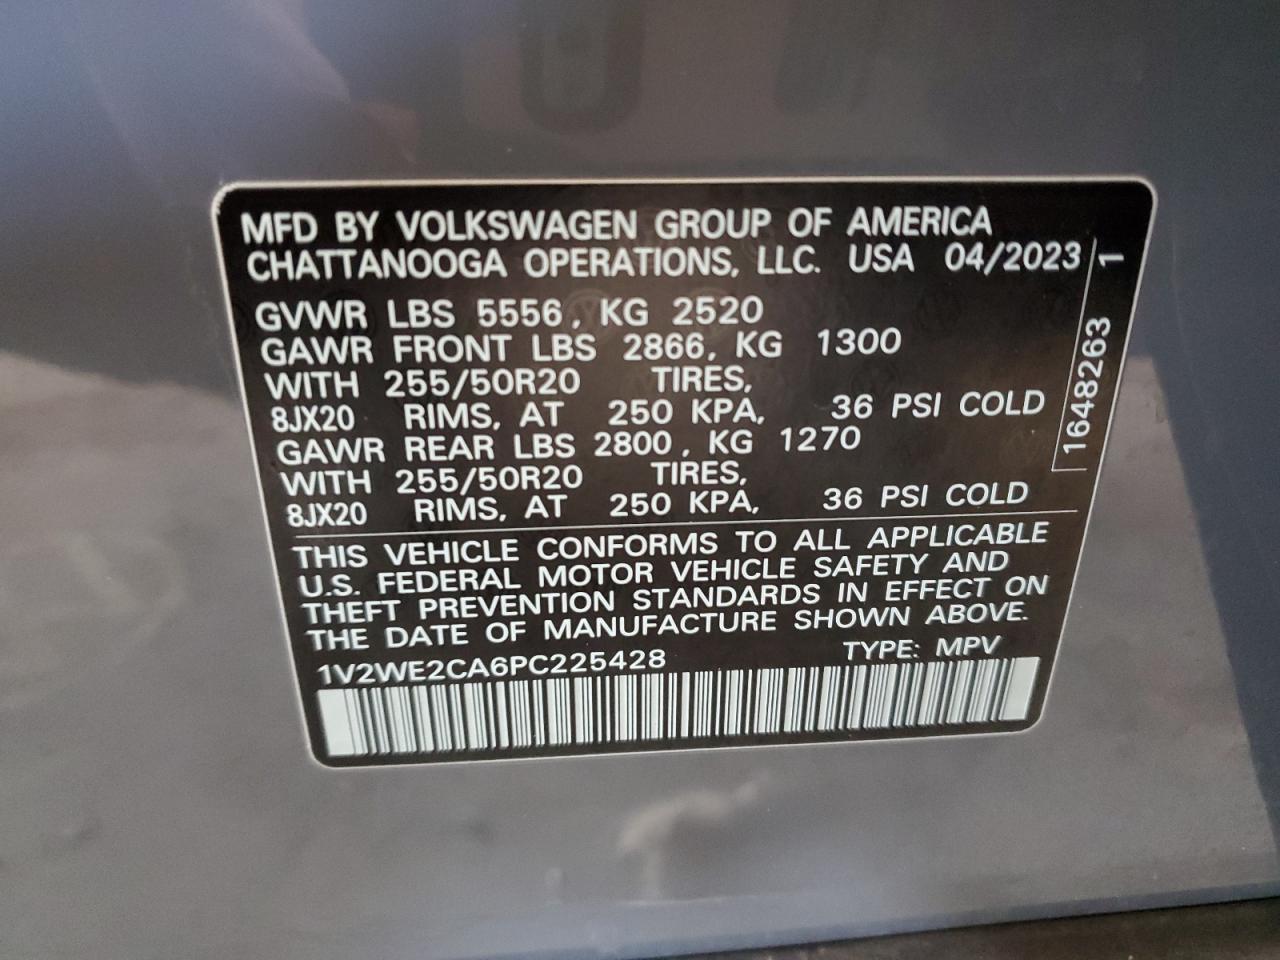 MFD BY VOLKSWAGEN GROUP OF AMERICA
CHATTANOOGA OPERATIONS, LLC. USA 04/2023
GVWR LBS 5556, KG 2520
GAWR FRONT LBS 2866, KG 1300
WITH 255/50R20 TIRES,
8JX20 RIMS, AT 250 KPA, 36 PSI COLD
GAWR REAR LBS 2800, KG 1270
WITH 255/50R20 TIRES,
8JX20 RIMS, AT 250 KPA, 36 PSI COLD
THIS VEHICLE CONFORMS TO ALL APPLICABLE
U.S. FEDERAL MOTOR VEHICLE SAFETY AND
THEFT PREVENTION STANDARDS IN EFFECT ON
THE DATE OF MANUFACTURE SHOWN ABOVE.
1V2WE2CA6PC225428 TYPE: MPV
1648263 1